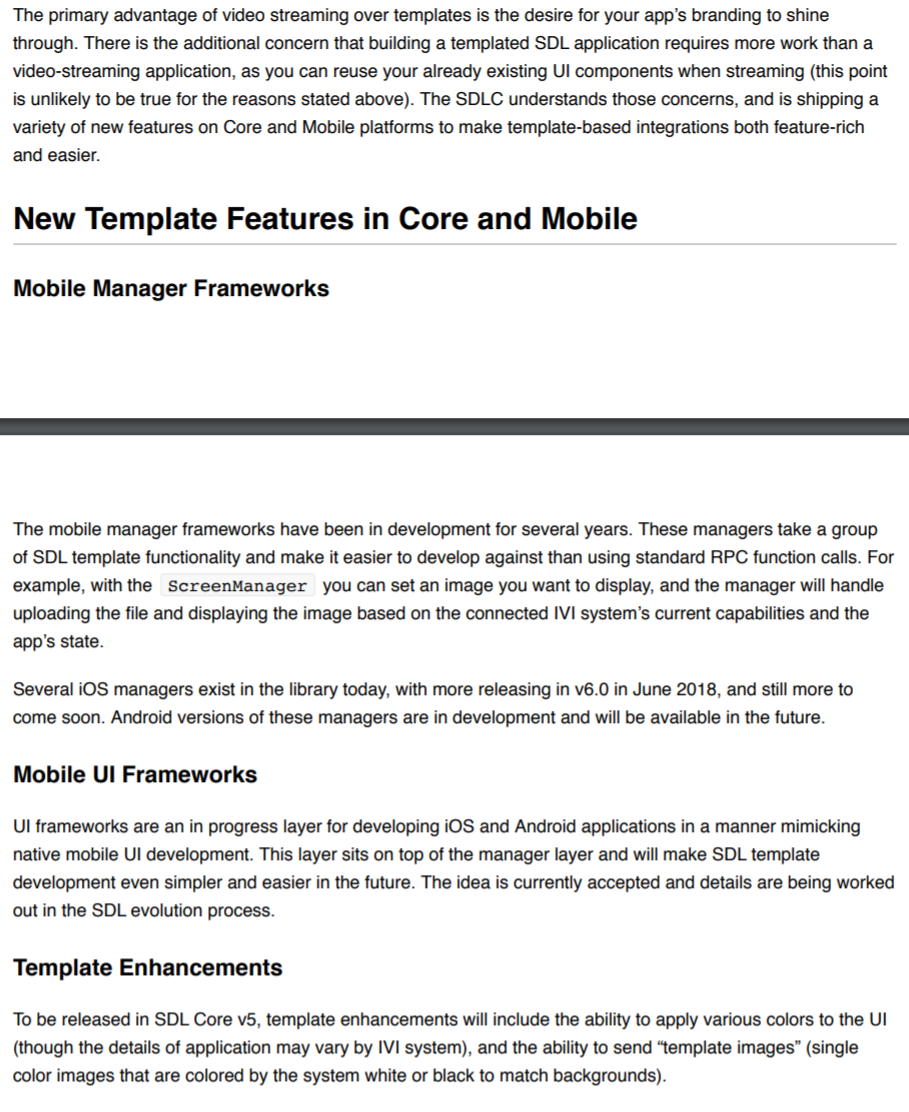 The primary advantage of video streaming over templates is the desire for your app’s branding to shine
through. There is the additional concern that building a templated SDL application requires more work than a
video-streaming application, as you can reuse your already existing UI components when streaming (this point
is unlikely to be true for the reasons stated above). The SDLC understands those concerns, and is shipping a
variety of new features on Core and Mobile platforms to make template-based integrations both feature-rich
and easier.
New Template Features in Core and Mobile
Mobile Manager Frameworks
The mobile manager frameworks have been in development for several years. These managers take a group
of SDL template functionality and make it easier to develop against than using standard RPC function calls. For
example, with the ScreenManager you can set an image you want to display, and the manager will handle
uploading the file and displaying the image based on the connected IVI system’s current capabilities and the
app’s state.
Several iOS managers exist in the library today, with more releasing in v6.0 in June 2018, and still more to
come soon. Android versions of these managers are in development and will be available in the future.
Mobile UI Frameworks
UI frameworks are an in progress layer for developing iOS and Android applications in a manner mimicking
native mobile UI development. This layer sits on top of the manager layer and will make SDL template
development even simpler and easier in the future. The idea is currently accepted and details are being worked
out in the SDL evolution process.
Template Enhancements
To be released in SDL Core v5, template enhancements will include the ability to apply various colors to the UI
(though the details of application may vary by IVI system), and the ability to send “template images” (single
color images that are colored by the system white or black to match backgrounds).